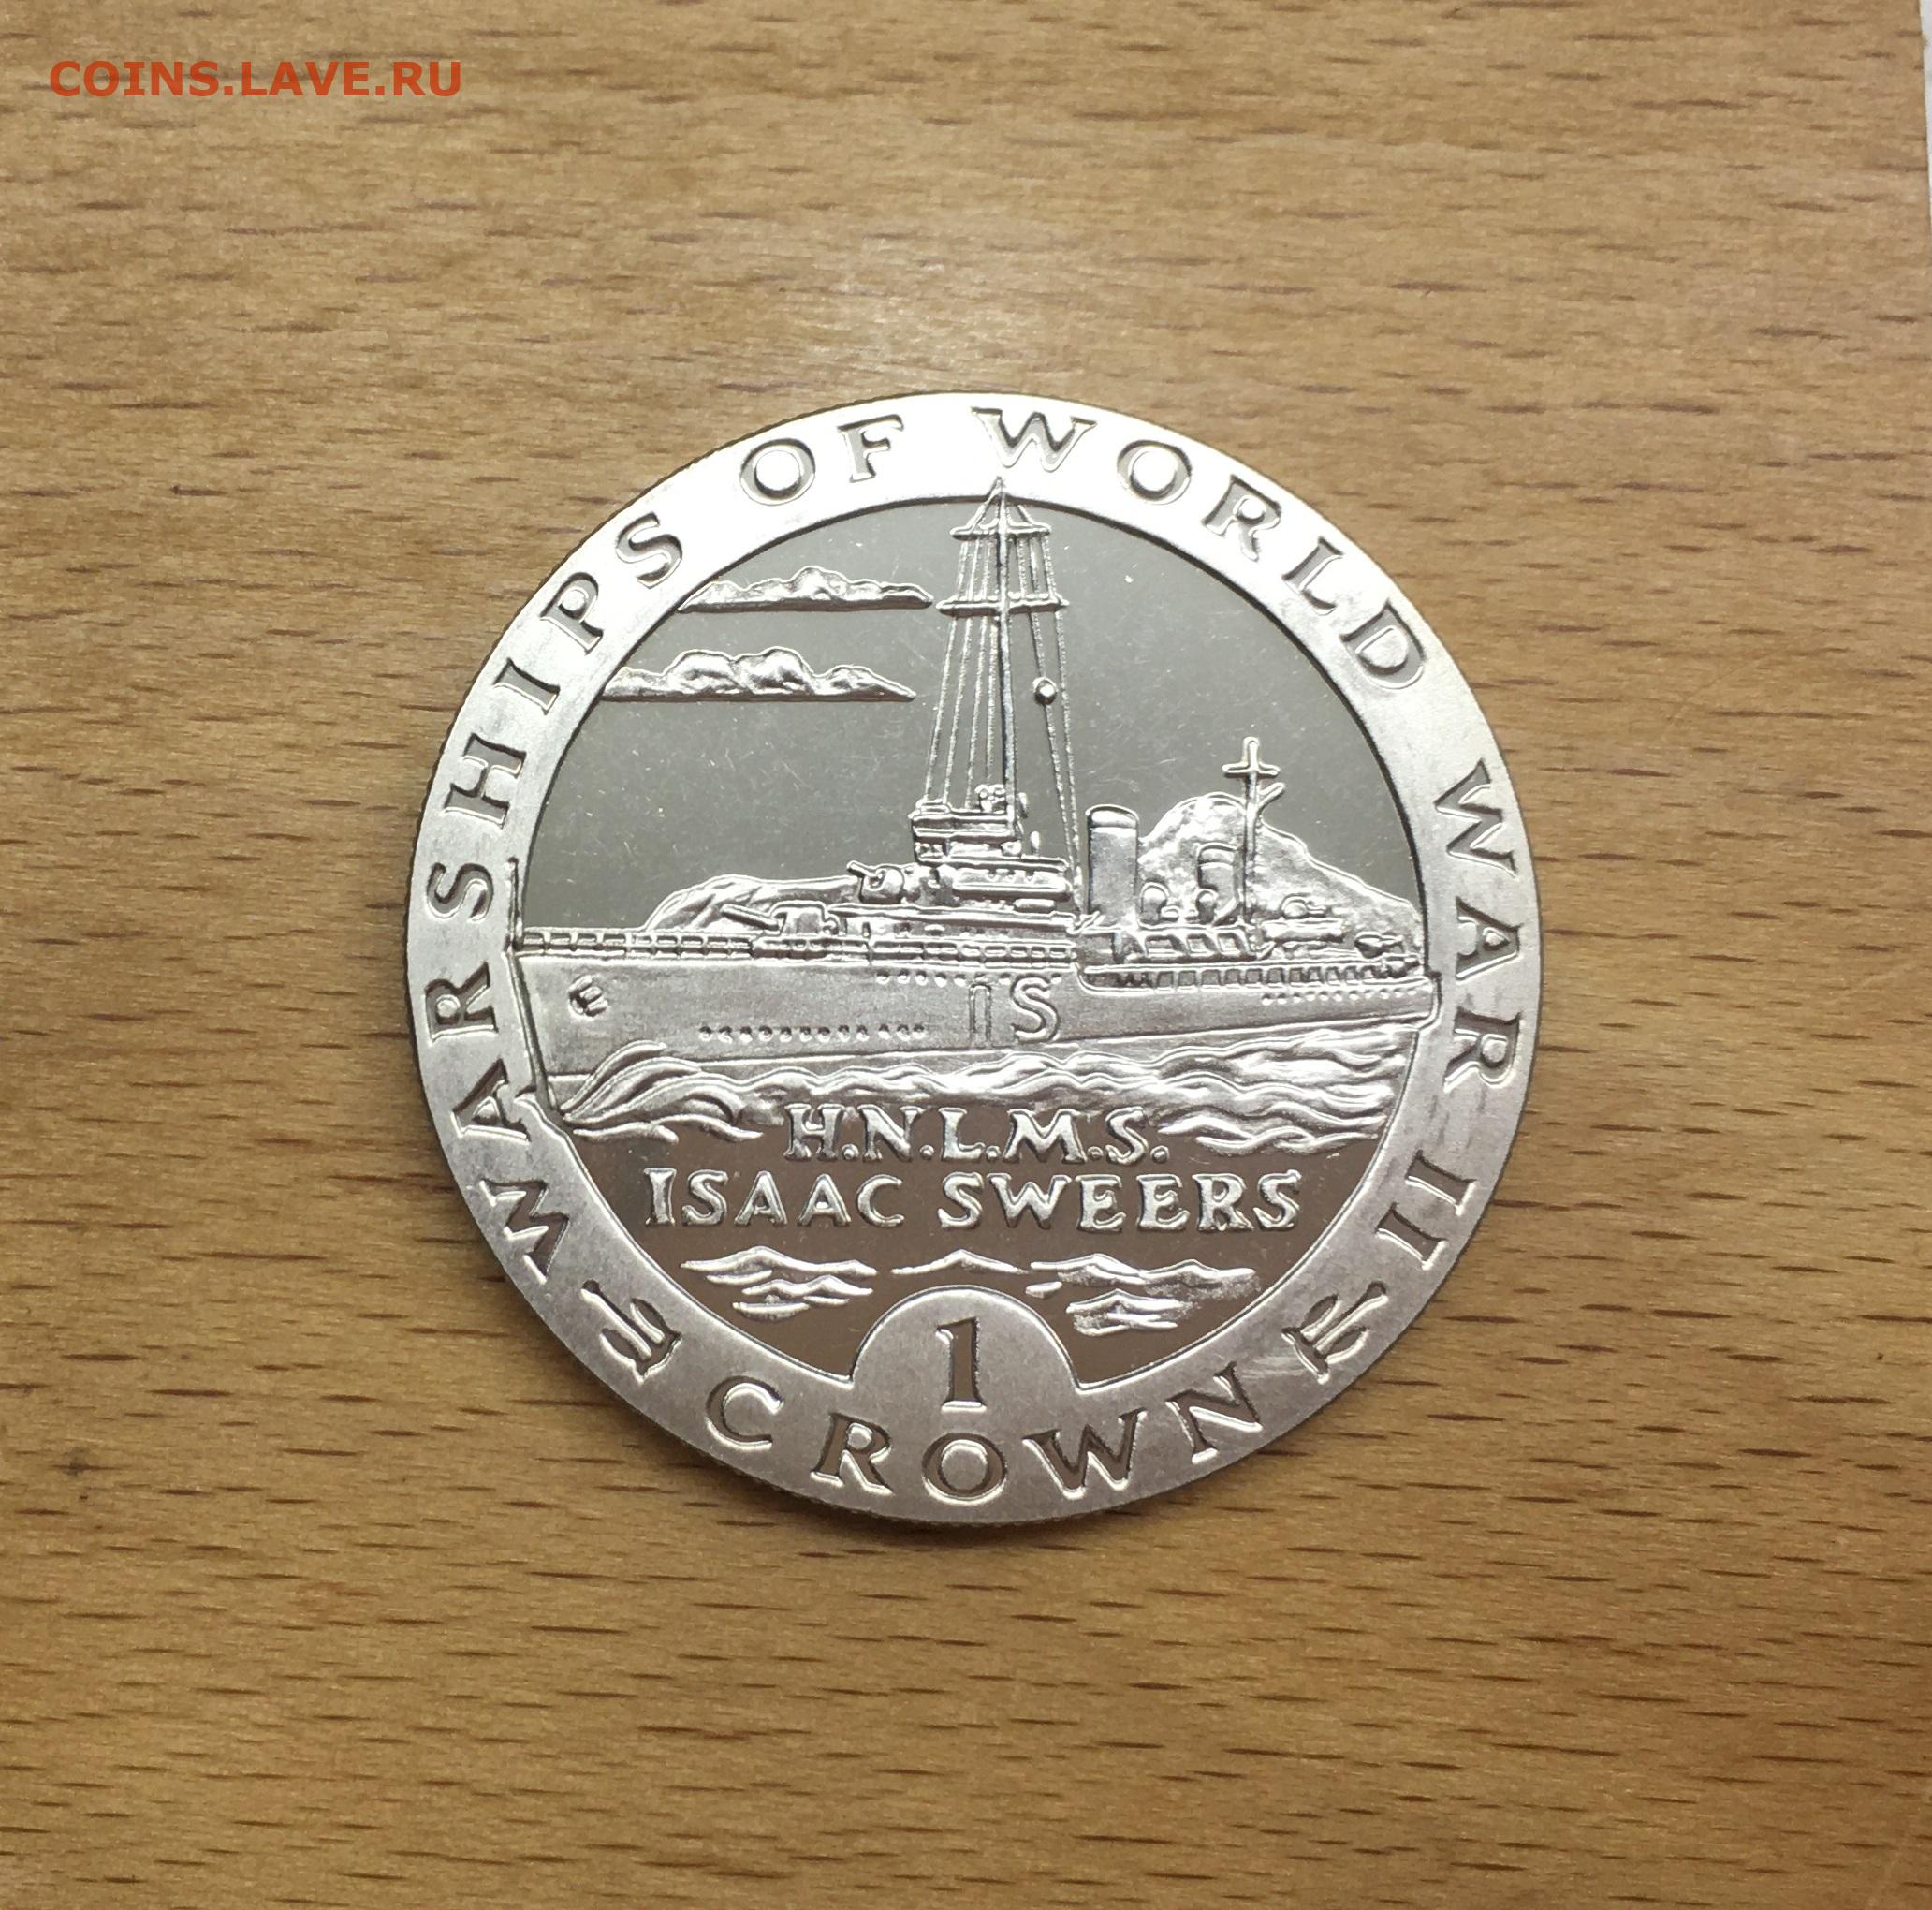 COINS.LAVE.RU
WARSHIPS OF WORLD WAR II
IS
H.N.L.M.S.
ISAAC SWEERS
1
CROWN